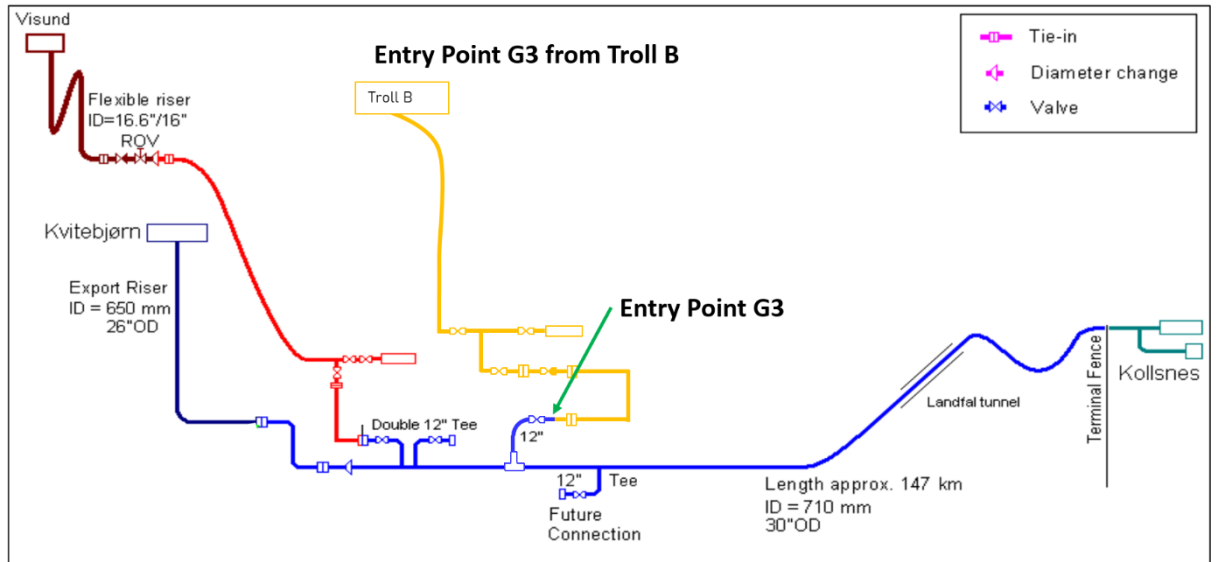 Visund
Entry Point G3 from Troll B
Tie-in
Diameter change
Valve
Troll B
Flexible riser
ID=16.6"/16"
ROV
Kvitebjørn
Export Riser
ID = 650 mm
26"OD
Entry Point G3
Kollsnes
Terminal Fence
Landfal tunnel
Double 12" Tee
12"
12"
Tee
Future
Connection
Length approx. 147 km
ID = 710 mm
30"OD